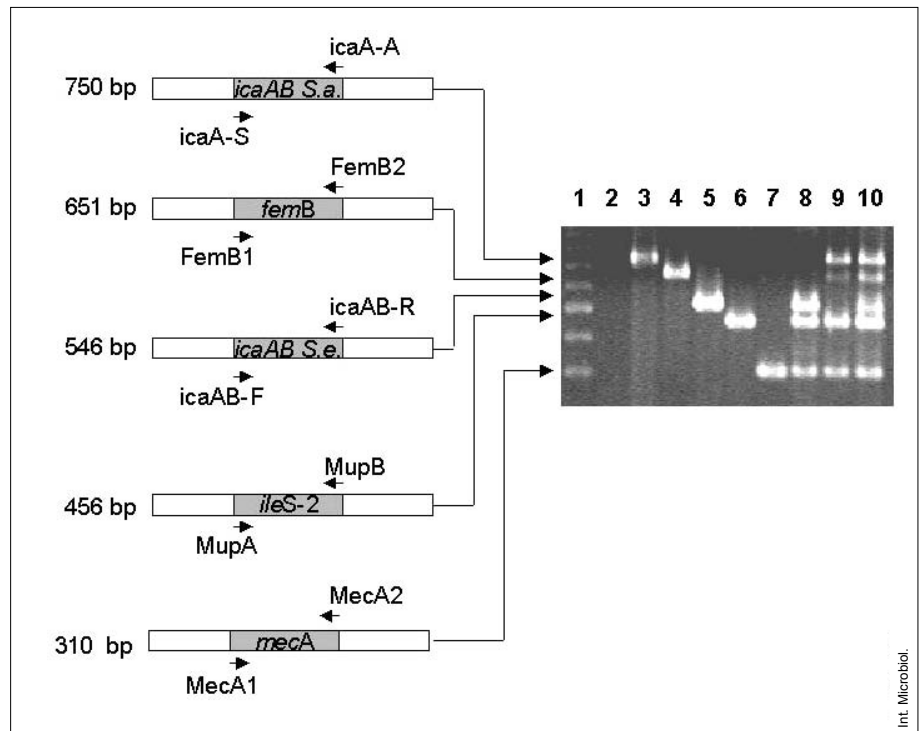 icaA-A
750 bp
icaAB S.a.
icaA-S
FemB2
651 bp
femB
FemB1
icaAB-R
546 bp
icaAB S.e.
icaAB-F
MupB
456 bp
ileS-2
MupA
MecA2
310 bp
mecA
MecA1
1 2 3 4 5 6 7 8 9 10
Int. Microbiol.